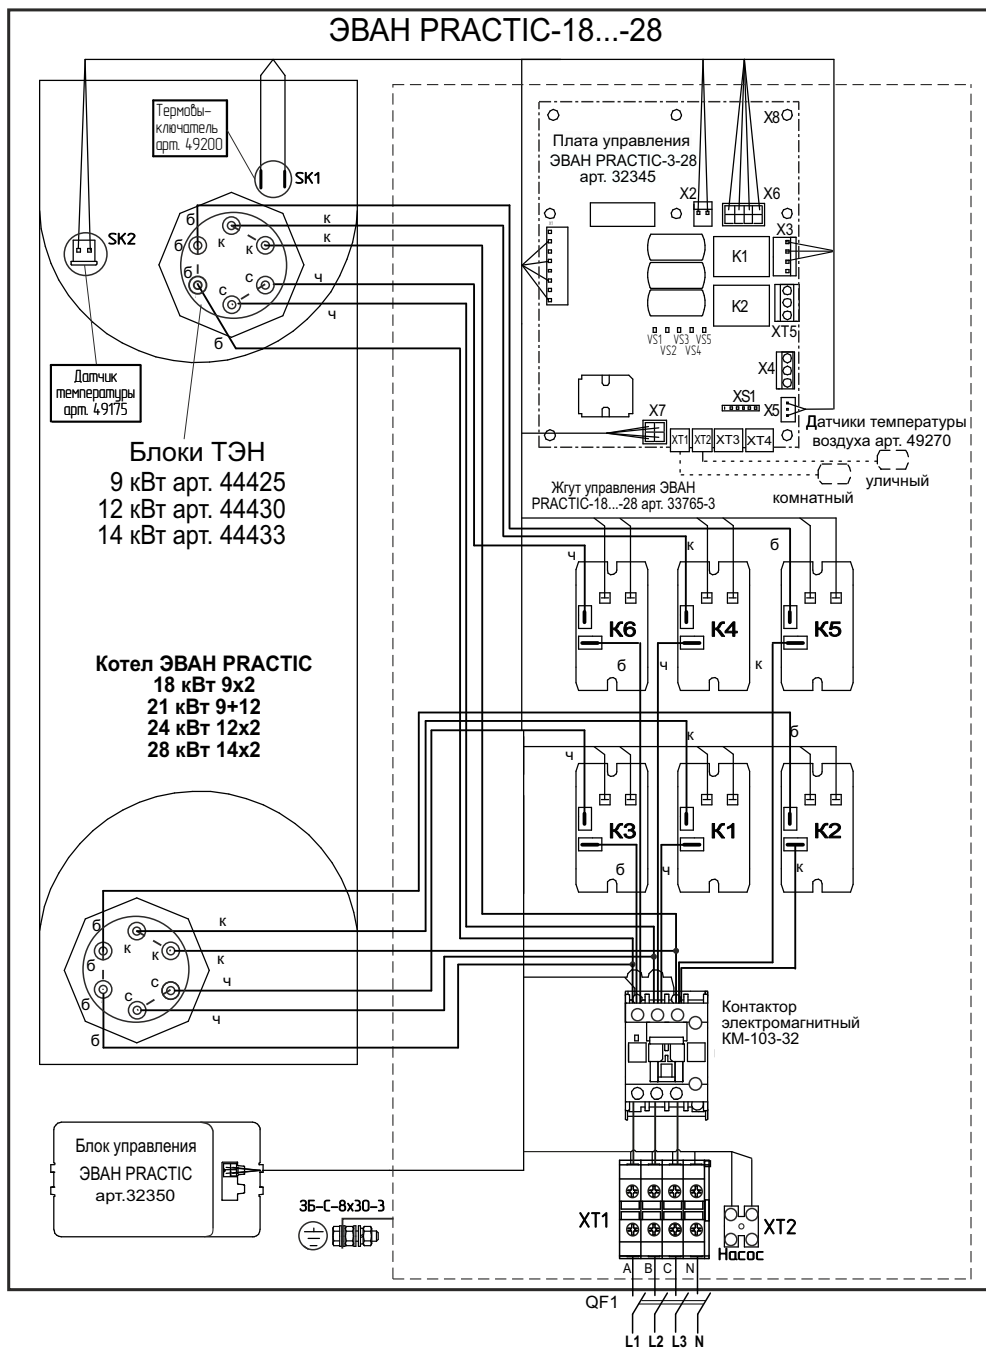 ЭВАН PRACTIC-18...-28
Термовы-
ключатель
арт. 49200
SK1
SK2
Датчик
температуры
арт. 49175
б
б
б
б
к
к
с
с
к
к
ч
ч
Блоки ТЭН
9 кВт арт. 44425
12 кВт арт. 44430
14 кВт арт. 44433
Плата управления
ЭВАН PRACTIC-3-28
арт. 32345
X8
X2
X6
X3
K1
K2
XT5
VS1
VS2
VS3
VS4
VS5
X4
XS1
X5
X7
XT1
XT2
XT3
XT4
Датчики температуры
воздуха арт. 49270
уличный
комнатный
Жгут управления ЭВАН
PRACTIC-18...-28 арт. 33765-3
ч
к
б
K6
K4
K5
б
ч
к
Котел ЭВАН PRACTIC
18 кВт 9x2
21 кВт 9+12
24 кВт 12x2
28 кВт 14x2
ч
к
б
K3
K1
K2
б
ч
к
б
б
б
б
к
к
с
с
к
к
ч
ч
Контактор
электромагнитный
КМ-103-32
Блок управления
ЭВАН PRACTIC
арт.32350
ЗБ-С-8х30-3
XT1
XT2
Насос
A
B
C
N
QF1
L1
L2
L3
N